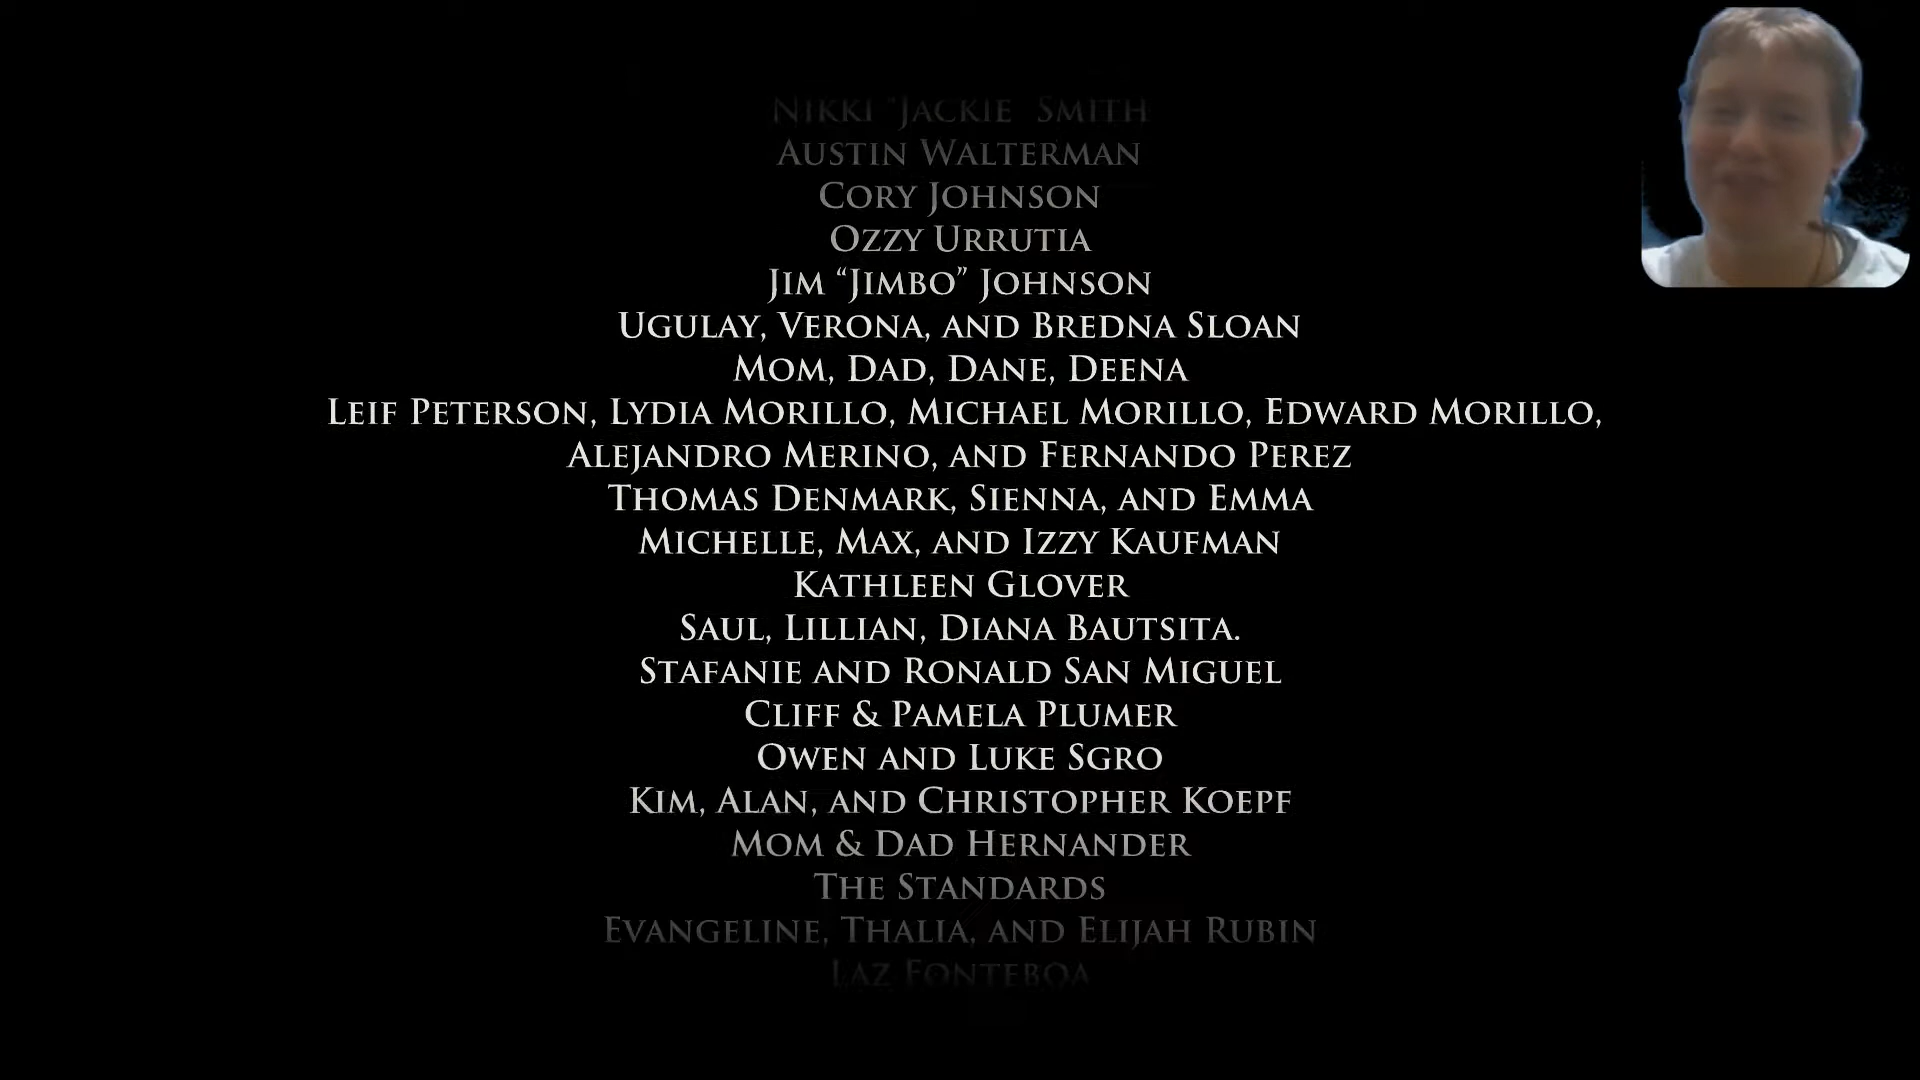 Nikki "Jackie" Smith
Austin Walterman
Cory Johnson
Ozzy Urrutia
Jim “Jimbo” Johnson
Ugulay, Verona, and Bredna Sloan
Mom, Dad, Dane, Deena
Leif Peterson, Lydia Morillo, Michael Morillo, Edward Morillo,
Alejandro Merino, and Fernando Perez
Thomas Denmark, Sienna, and Emma
Michelle, Max, and Izzy Kaufman
Kathleen Glover
Saul, Lillian, Diana Bautsita.
Stafanie and Ronald San Miguel
Cliff & Pamela Plumer
Owen and Luke Sgro
Kim, Alan, and Christopher Koepf
Mom & Dad Hernander
The Standards
Evangeline, Thalia, and Elijah Rubin
Laz Fonteboa